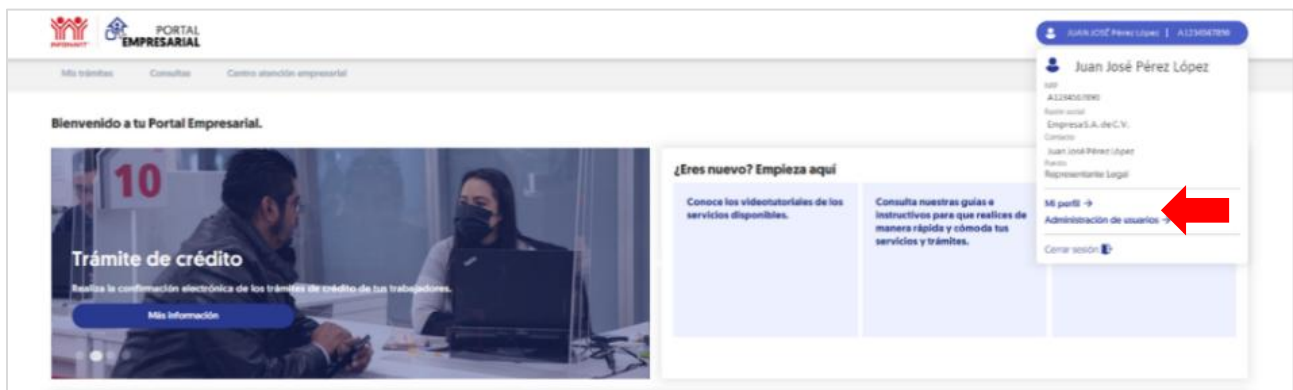 INFONAVIT
PORTAL
EMPRESARIAL
JUAN JOSÉ Pérez López | A1234567890
Mis trámites Consultas Centro atención empresarial
Juan José Pérez López
NRP
A1234567890
Razón social
Empresa S.A. de C.V.
Contacto
Juan José Pérez López
Puesto
Representante Legal
Mi perfil →
Administración de usuarios →
Cerrar sesión
Bienvenido a tu Portal Empresarial.
10
Trámite de crédito
Realiza la confirmación electrónica de los trámites de crédito de tus trabajadores.
Más información
¿Eres nuevo? Empieza aquí
Conoce los videotutoriales de los
servicios disponibles.
Consulta nuestras guías e
instructivos para que realices de
manera rápida y cómoda tus
servicios y trámites.